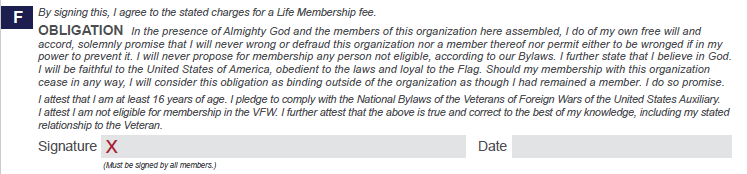 F
By signing this, I agree to the stated charges for a Life Membership fee.
OBLIGATION In the presence of Almighty God and the members of this organization here assembled, I do of my own free will and
accord, solemnly promise that I will never wrong or defraud this organization nor a member thereof nor permit either to be wronged if in my
power to prevent it. I will never propose for membership any person not eligible, according to our Bylaws. I further state that I believe in God.
I will be faithful to the United States of America, obedient to the laws and loyal to the Flag. Should my membership with this organization
cease in any way, I will consider this obligation as binding outside of the organization as though I had remained a member. I do so promise.
I attest that I am at least 16 years of age. I pledge to comply with the National Bylaws of the Veterans of Foreign Wars of the United States Auxiliary.
I attest I am not eligible for membership in the VFW. I further attest that the above is true and correct to the best of my knowledge, including my stated
relationship to the Veteran.
Signature X Date
(Must be signed by all members.)